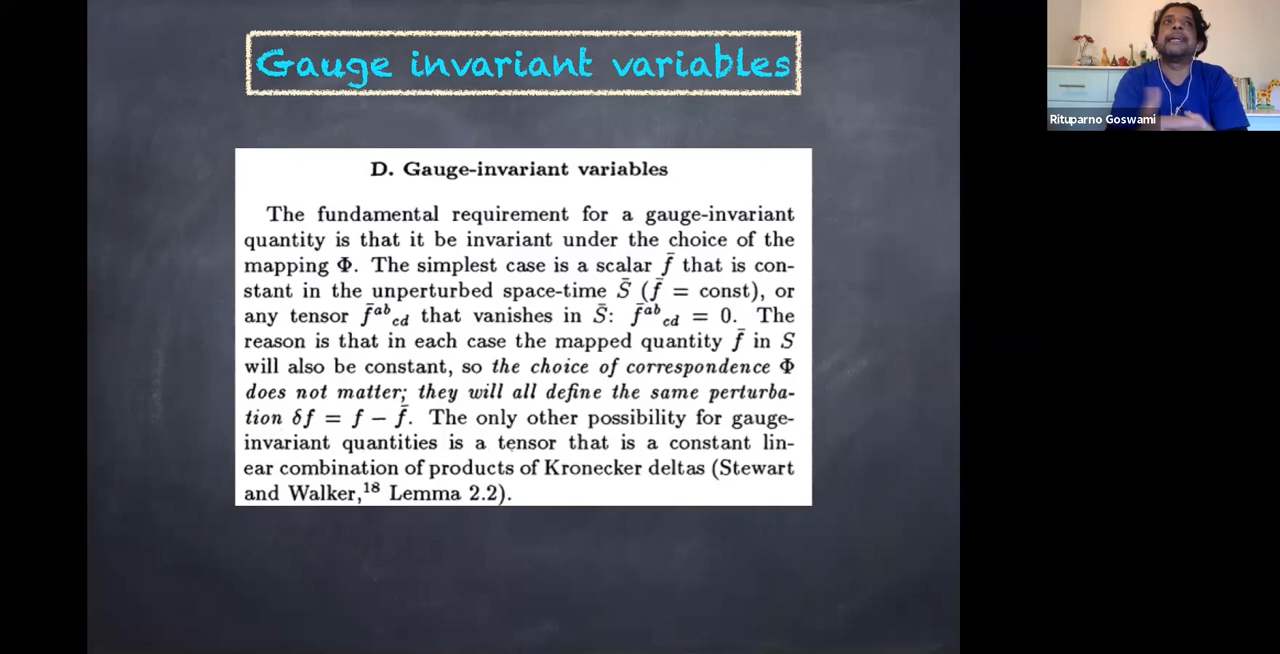 Gauge invariant variables
Rituparno Goswami
D. Gauge-invariant variables
The fundamental requirement for a gauge-invariant
quantity is that it be invariant under the choice of the
mapping Φ. The simplest case is a scalar f̄ that is con-
stant in the unperturbed space-time S̄ (f̄ = const), or
any tensor f̄ᵃᵇ꜀d that vanishes in S̄: f̄ᵃᵇ꜀d = 0. The
reason is that in each case the mapped quantity f̄ in S
will also be constant, so the choice of correspondence Φ
does not matter; they will all define the same perturba-
tion δf = f − f̄. The only other possibility for gauge-
invariant quantities is a tensor that is a constant lin-
ear combination of products of Kronecker deltas (Stewart
and Walker,¹⁸ Lemma 2.2).